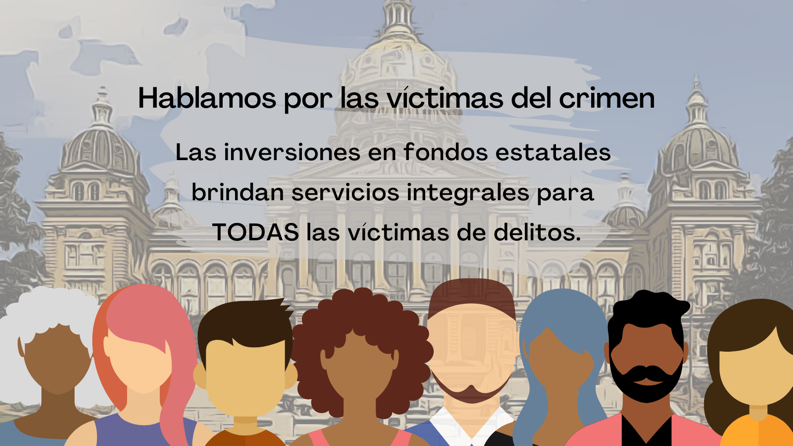 Hablamos por las víctimas del crimen
Las inversiones en fondos estatales
brindan servicios integrales para
TODAS las víctimas de delitos.